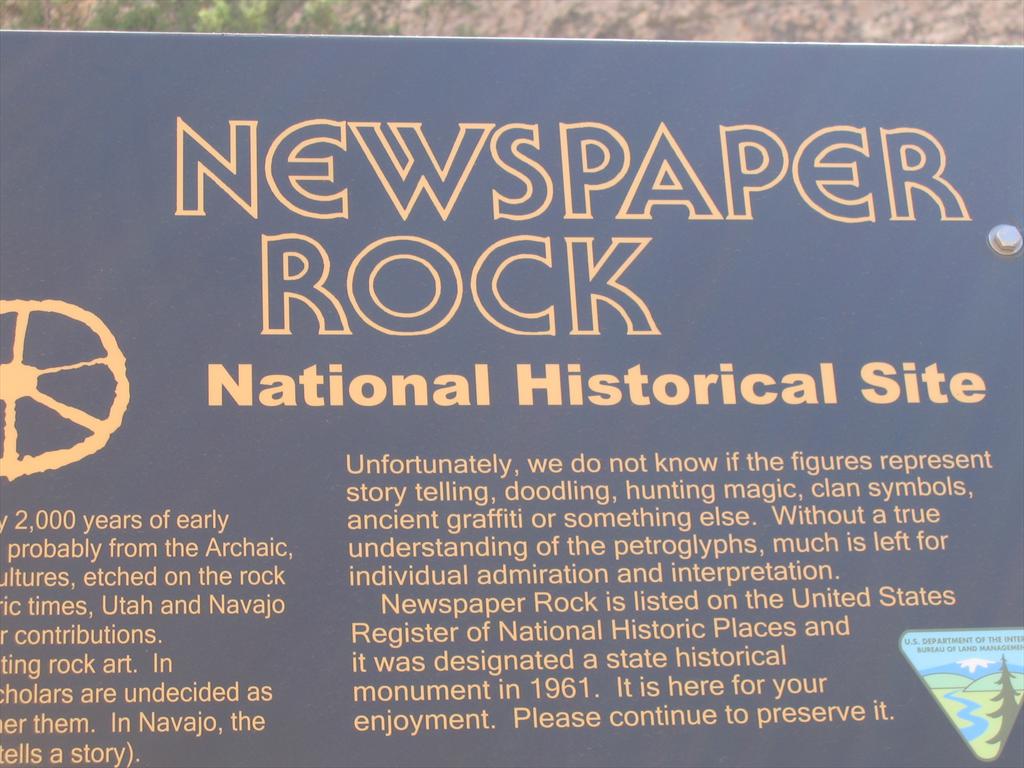 NEWSPAPER
ROCK
National Historical Site
2,000 years of early
probably from the Archaic,
etched on the rock
times, Utah and Navajo
contributions.
rock art.  In
are undecided as
them.  In Navajo, the
tells a story).
Unfortunately, we do not know if the figures represent
story telling, doodling, hunting magic, clan symbols,
ancient graffiti or something else.  Without a true
understanding of the petroglyphs, much is left for
individual admiration and interpretation.
Newspaper Rock is listed on the United States
Register of National Historic Places and
it was designated a state historical
monument in 1961.  It is here for your
enjoyment.  Please continue to preserve it.
U.S. DEPARTMENT OF THE
BUREAU OF LAND